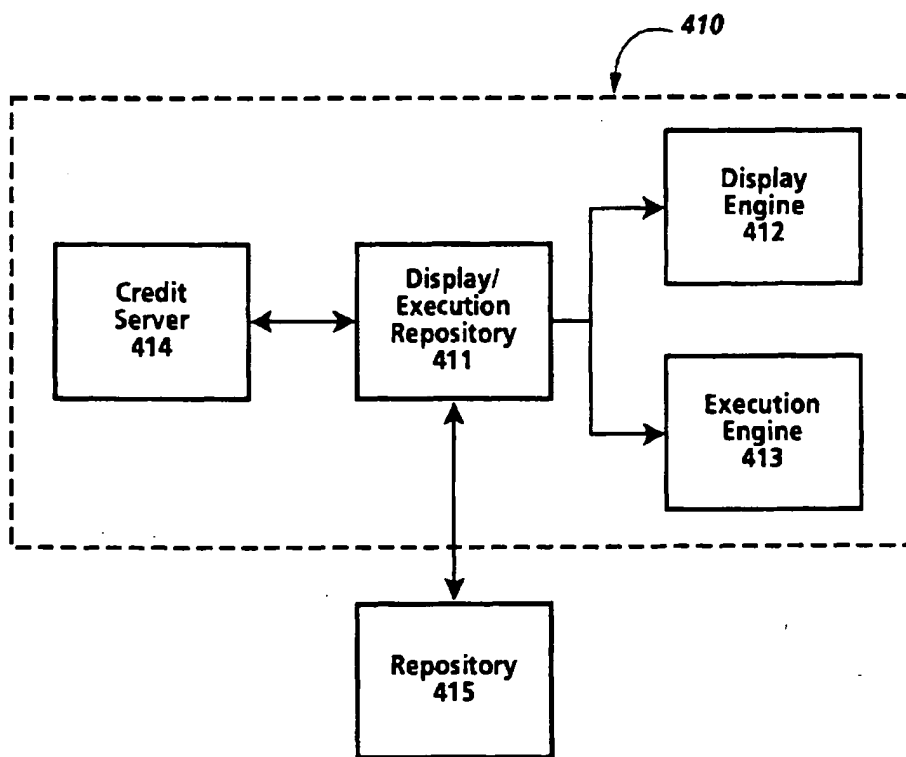 410
Display
Engine
412
Credit
Server
414
Display/
Execution
Repository
411
Execution
Engine
413
Repository
415